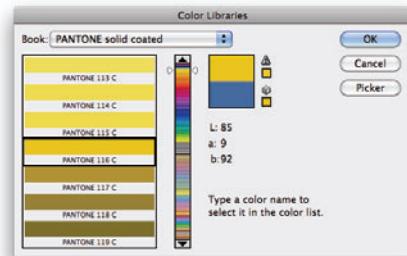 Color Libraries
Book: PANTONE solid coated
OK
Cancel
Picker
PANTONE 113 C
PANTONE 114 C
PANTONE 115 C
PANTONE 116 C
PANTONE 117 C
PANTONE 118 C
PANTONE 119 C
L: 85
a: 9
b: 92
Type a color name to
select it in the color list.